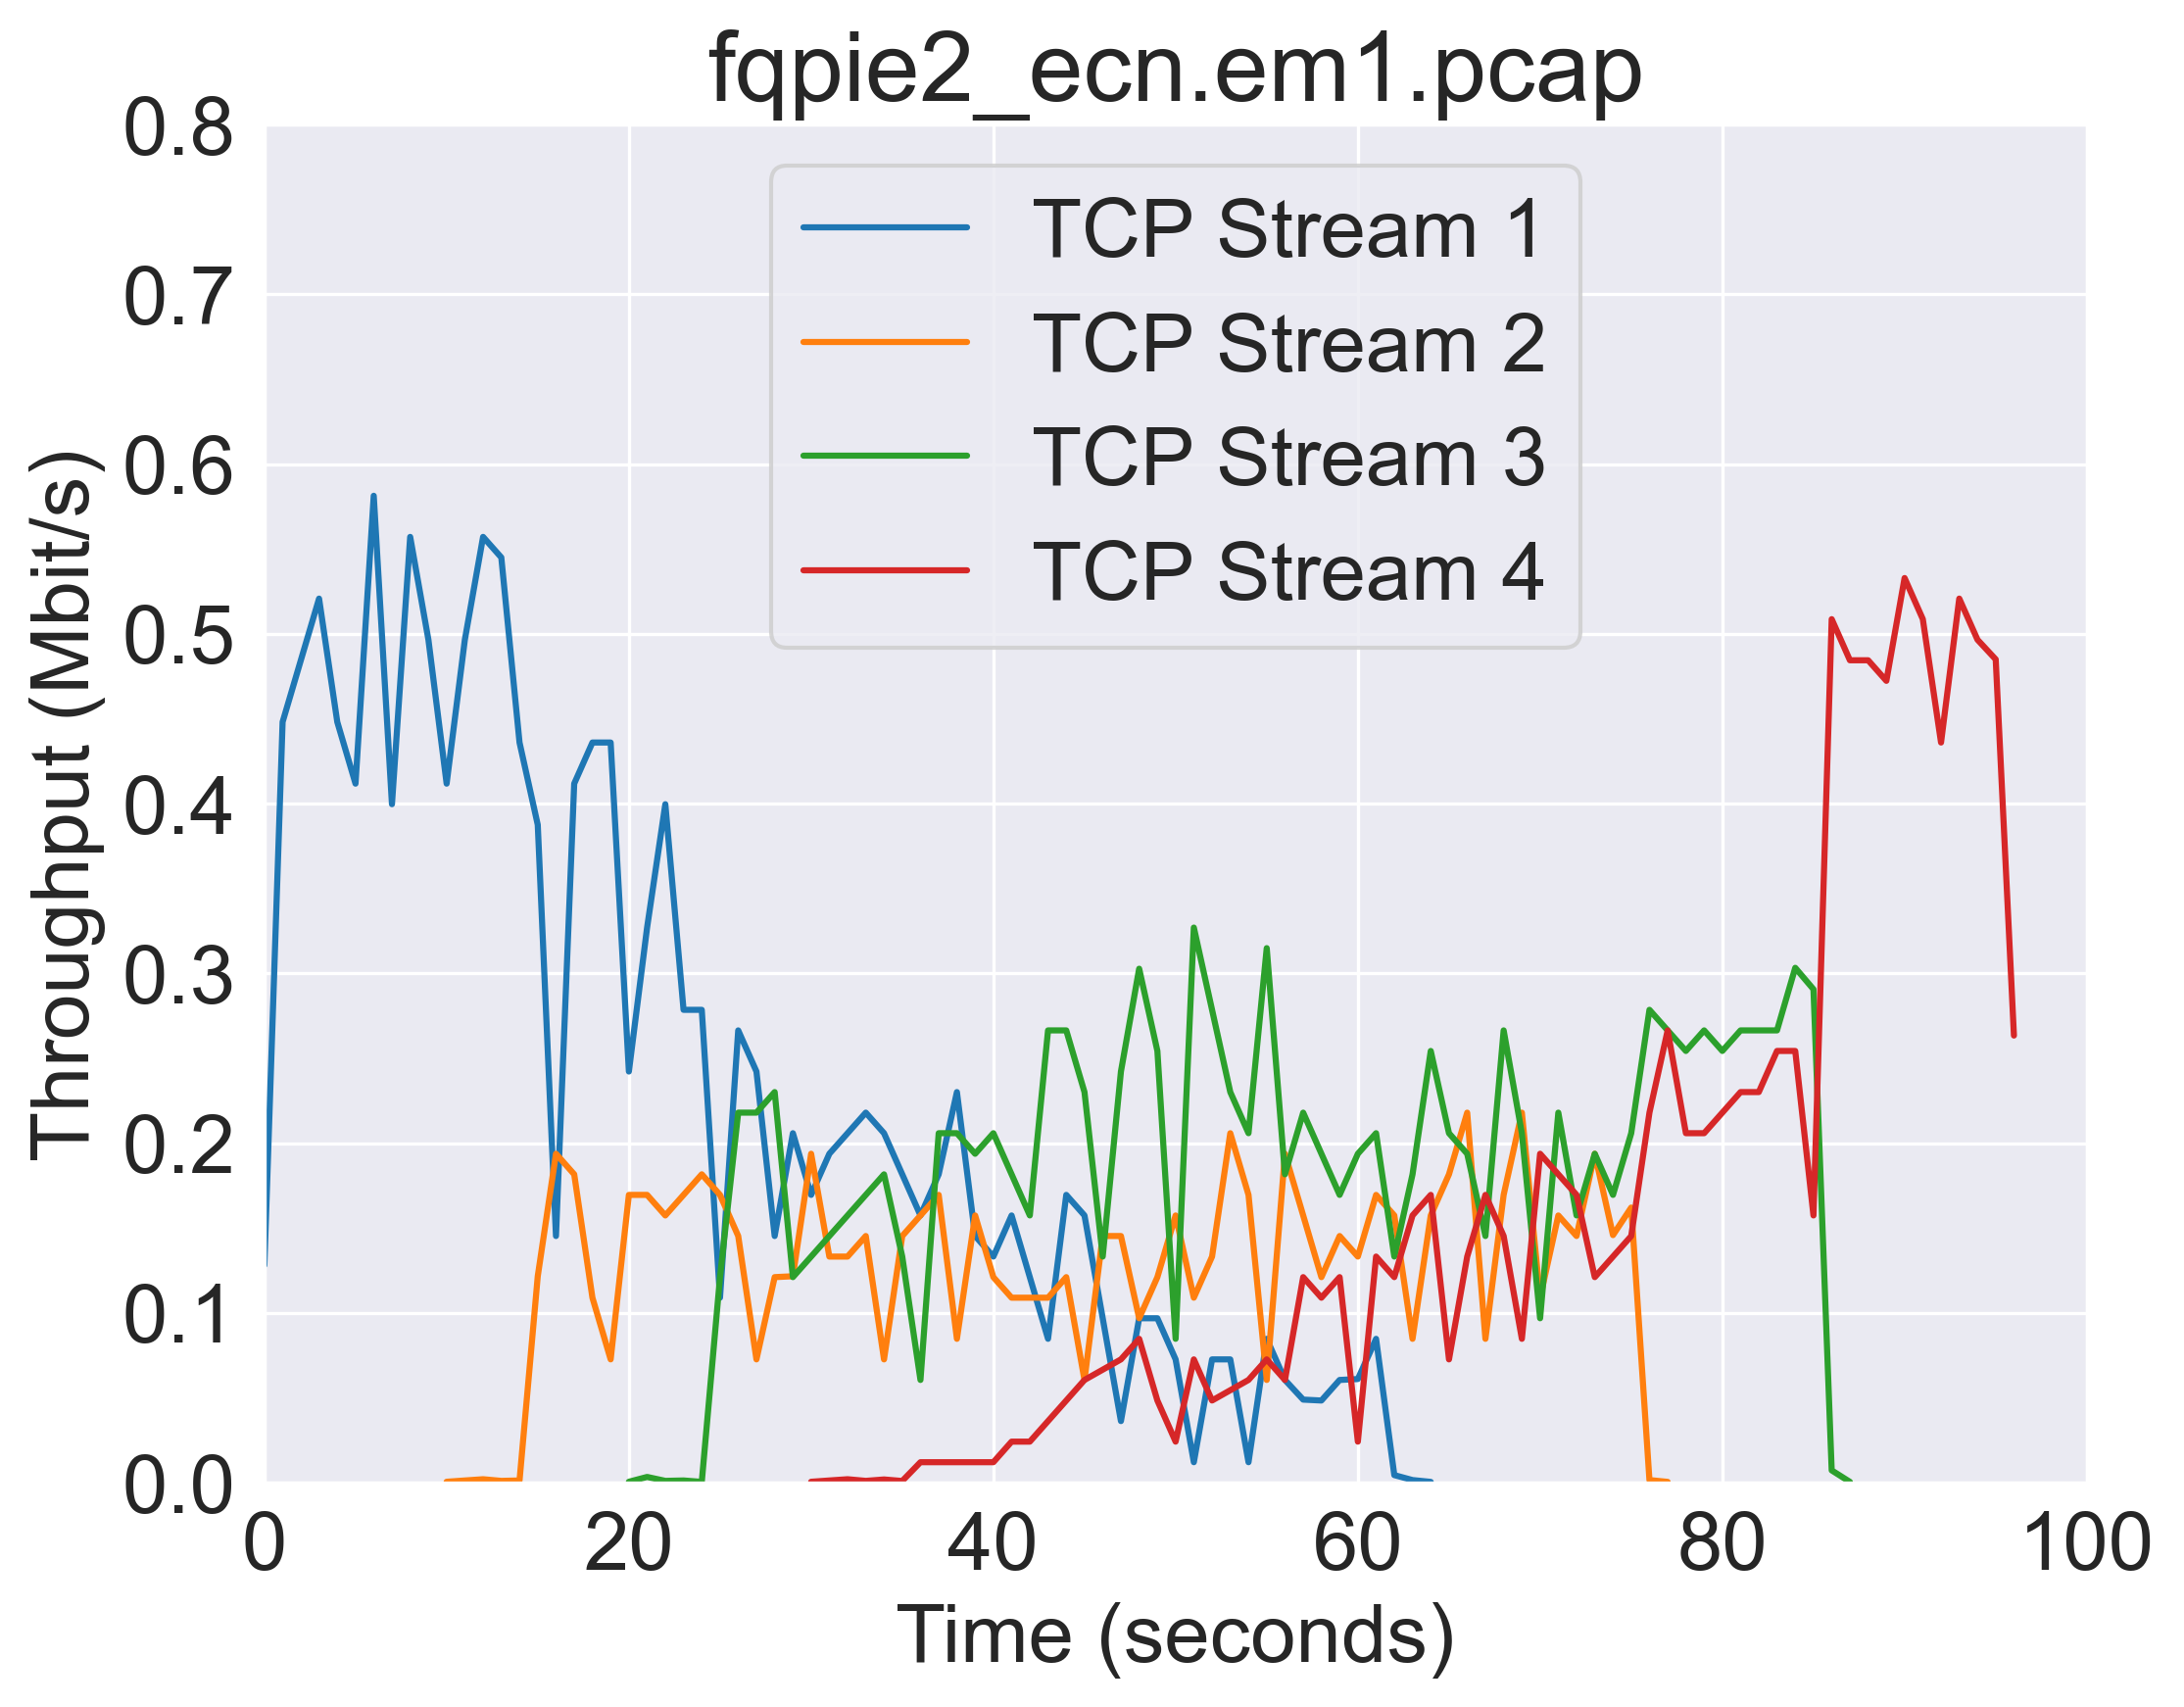 fqpie2_ecn.em1.pcap
0.8
0.7
0.6
0.5
0.4
0.3
0.2
0.1
0.0
Throughput (Mbit/s)
TCP Stream 1
TCP Stream 2
TCP Stream 3
TCP Stream 4
0 20 40 60 80 100
Time (seconds)